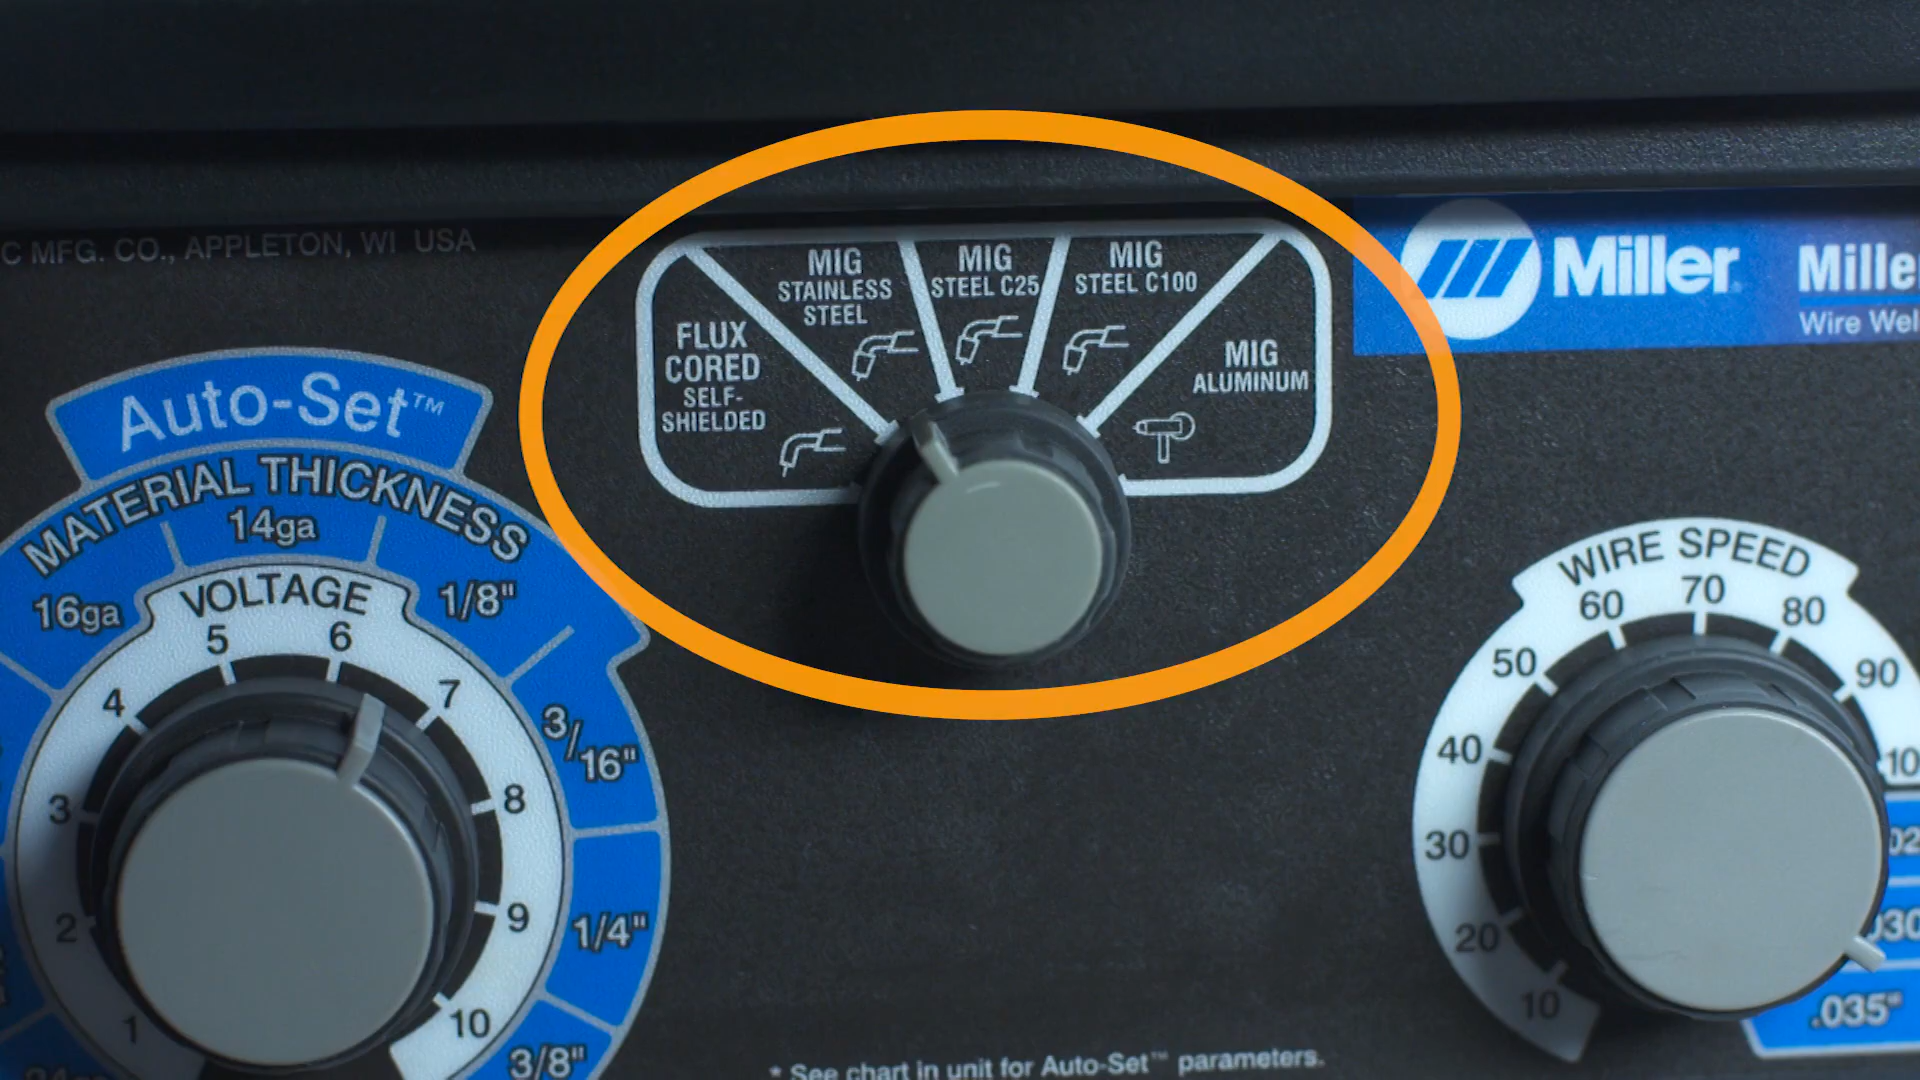 C MFG. CO., APPLETON, WI USA
Auto-Set™
MATERIAL THICKNESS
16ga
14ga
1/8"
3/16"
1/4"
3/8"
VOLTAGE
1
2
3
4
5
6
7
8
9
10
FLUX
CORED
SELF-
SHIELDED
MIG
STAINLESS
STEEL
MIG
STEEL C25
MIG
STEEL C100
MIG
ALUMINUM
Miller
Wire Wel
WIRE SPEED
10
20
30
40
50
60
70
80
90
10
.035"
* See chart in unit for Auto-Set™ parameters.